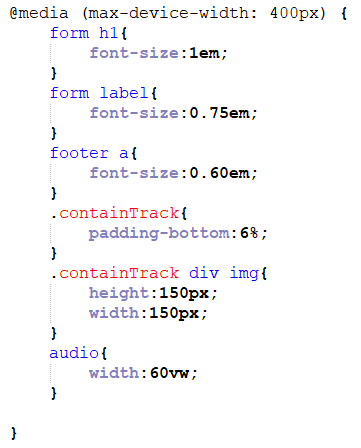 @media (max-device-width: 400px) {
    form h1{
        font-size:1em;
    }
    form label{
        font-size:0.75em;
    }
    footer a{
        font-size:0.60em;
    }
    .containTrack{
        padding-bottom:6%;
    }
    .containTrack div img{
        height:150px;
        width:150px;
    }
    audio{
        width:60vw;
    }

}